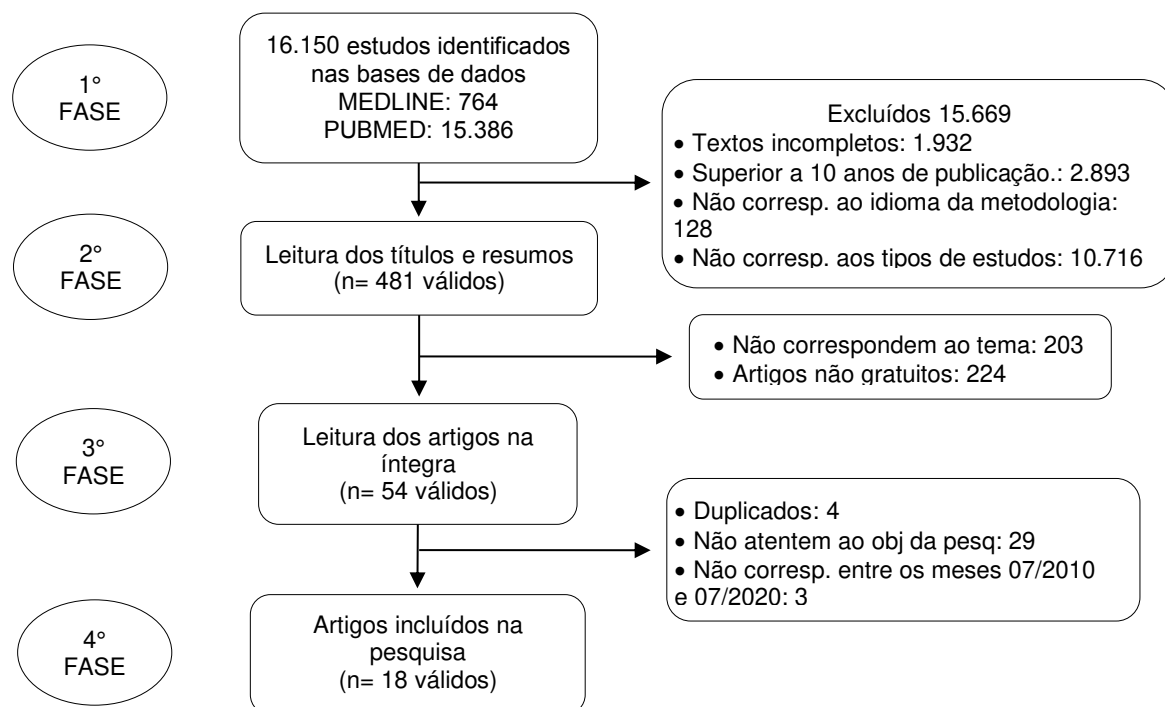 1°
FASE
16.150 estudos identificados
nas bases de dados
MEDLINE: 764
PUBMED: 15.386
Excluídos 15.669
• Textos incompletos: 1.932
• Superior a 10 anos de publicação.: 2.893
• Não corresp. ao idioma da metodologia:
128
• Não corresp. aos tipos de estudos: 10.716
2°
FASE
Leitura dos títulos e resumos
(n= 481 válidos)
• Não correspondem ao tema: 203
• Artigos não gratuitos: 224
3°
FASE
Leitura dos artigos na
íntegra
(n= 54 válidos)
• Duplicados: 4
• Não atentem ao obj da pesq: 29
• Não corresp. entre os meses 07/2010
e 07/2020: 3
4°
FASE
Artigos incluídos na
pesquisa
(n= 18 válidos)